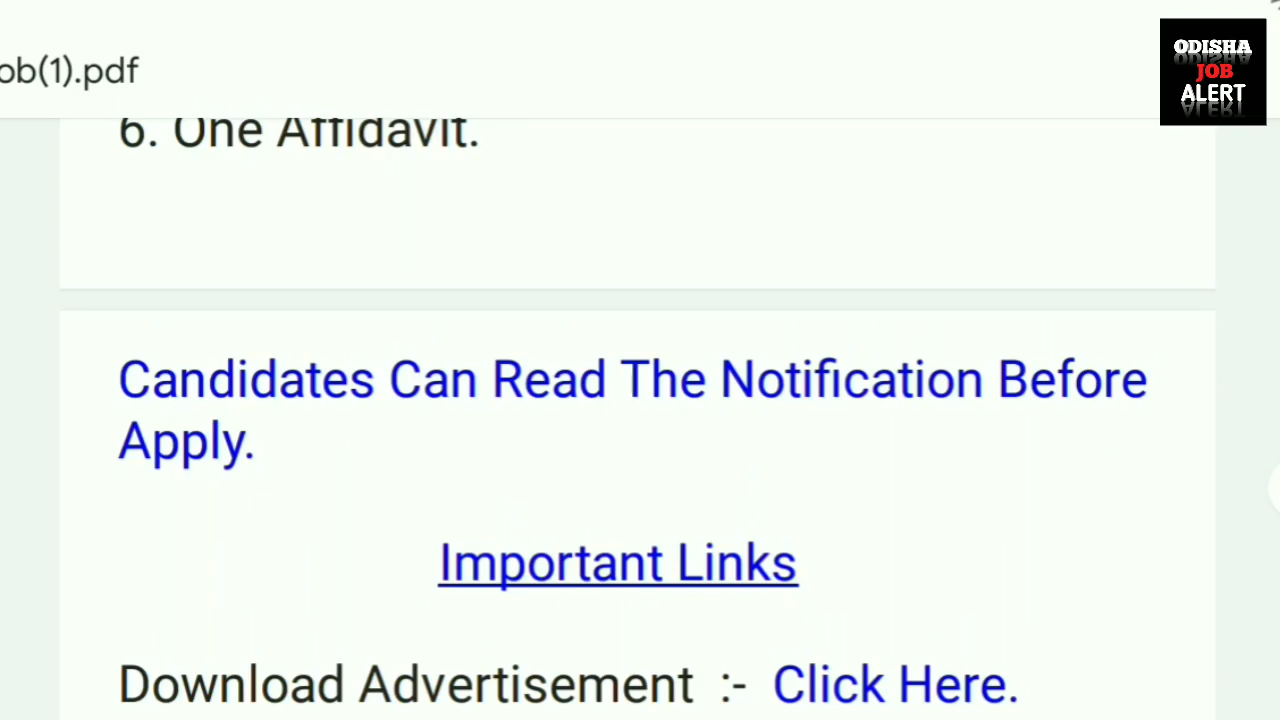 ob(1).pdf
ODISHA
JOB
ALERT
6. One Affidavit.
Candidates Can Read The Notification Before
Apply.
Important Links
Download Advertisement :- Click Here.